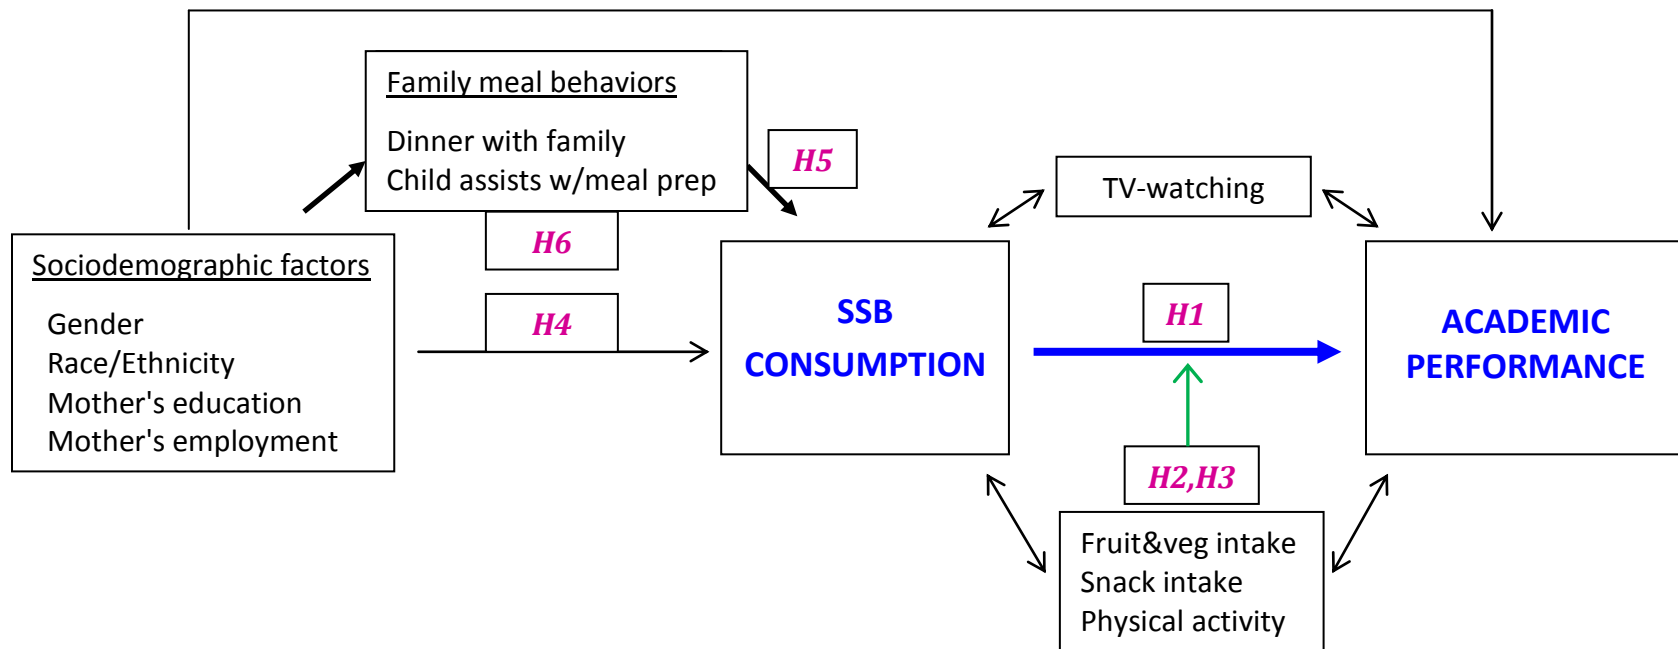 Family meal behaviors
Dinner with family
Child assists w/meal prep
H5
H6
TV-watching
Sociodemographic factors
Gender
Race/Ethnicity
Mother's education
Mother's employment
H4
SSB
CONSUMPTION
H1
ACADEMIC
PERFORMANCE
H2,H3
Fruit&veg intake
Snack intake
Physical activity